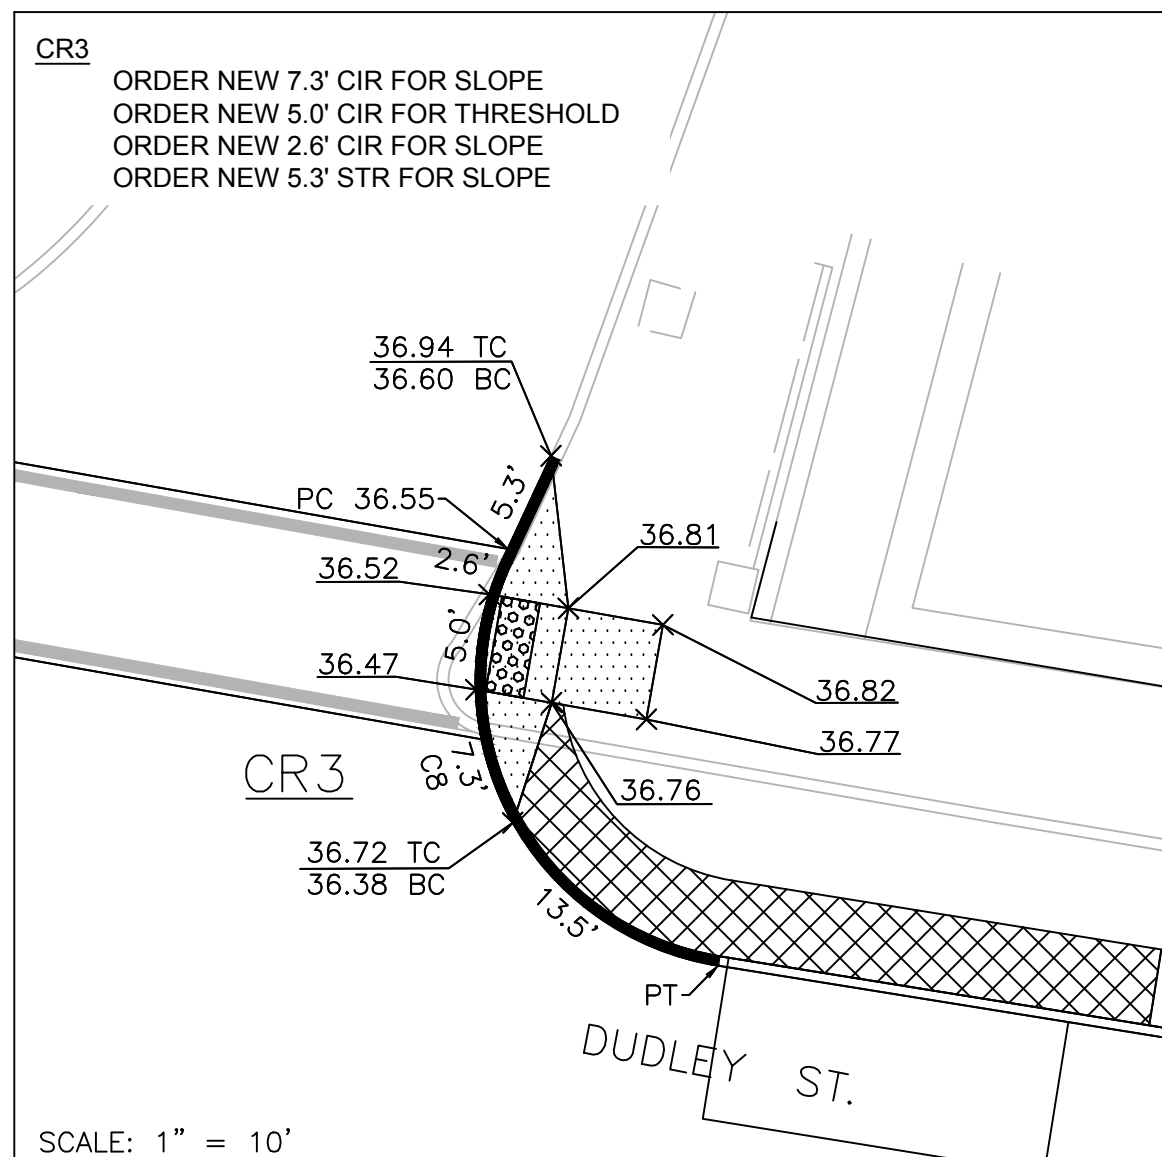 CR3
ORDER NEW 7.3' CIR FOR SLOPE
ORDER NEW 5.0' CIR FOR THRESHOLD
ORDER NEW 2.6' CIR FOR SLOPE
ORDER NEW 5.3' STR FOR SLOPE
36.94 TC
36.60 BC
5.3'
PC 36.55
36.81
2.6'
36.52
5.0'
36.47
36.82
36.77
CR3
7.3'
C8
36.76
36.72 TC
36.38 BC
13.5'
PT
DUDLEY ST.
SCALE: 1" = 10'